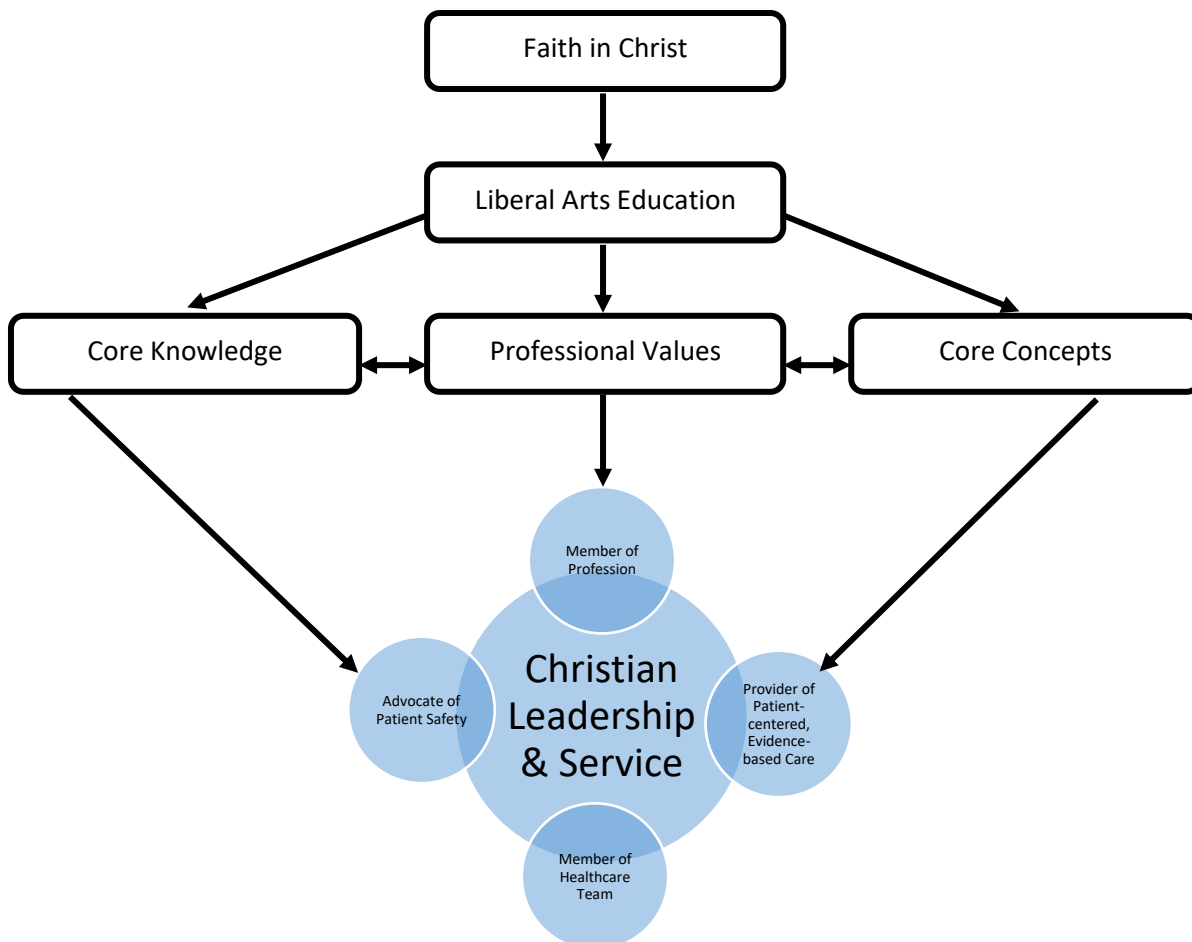 Faith in Christ
Liberal Arts Education
Core Knowledge
Professional Values
Core Concepts
Member of
Profession
Advocate of
Patient Safety
Christian
Leadership
& Service
Provider of
Patient-
centered,
Evidence-
based Care
Member of
Healthcare
Team